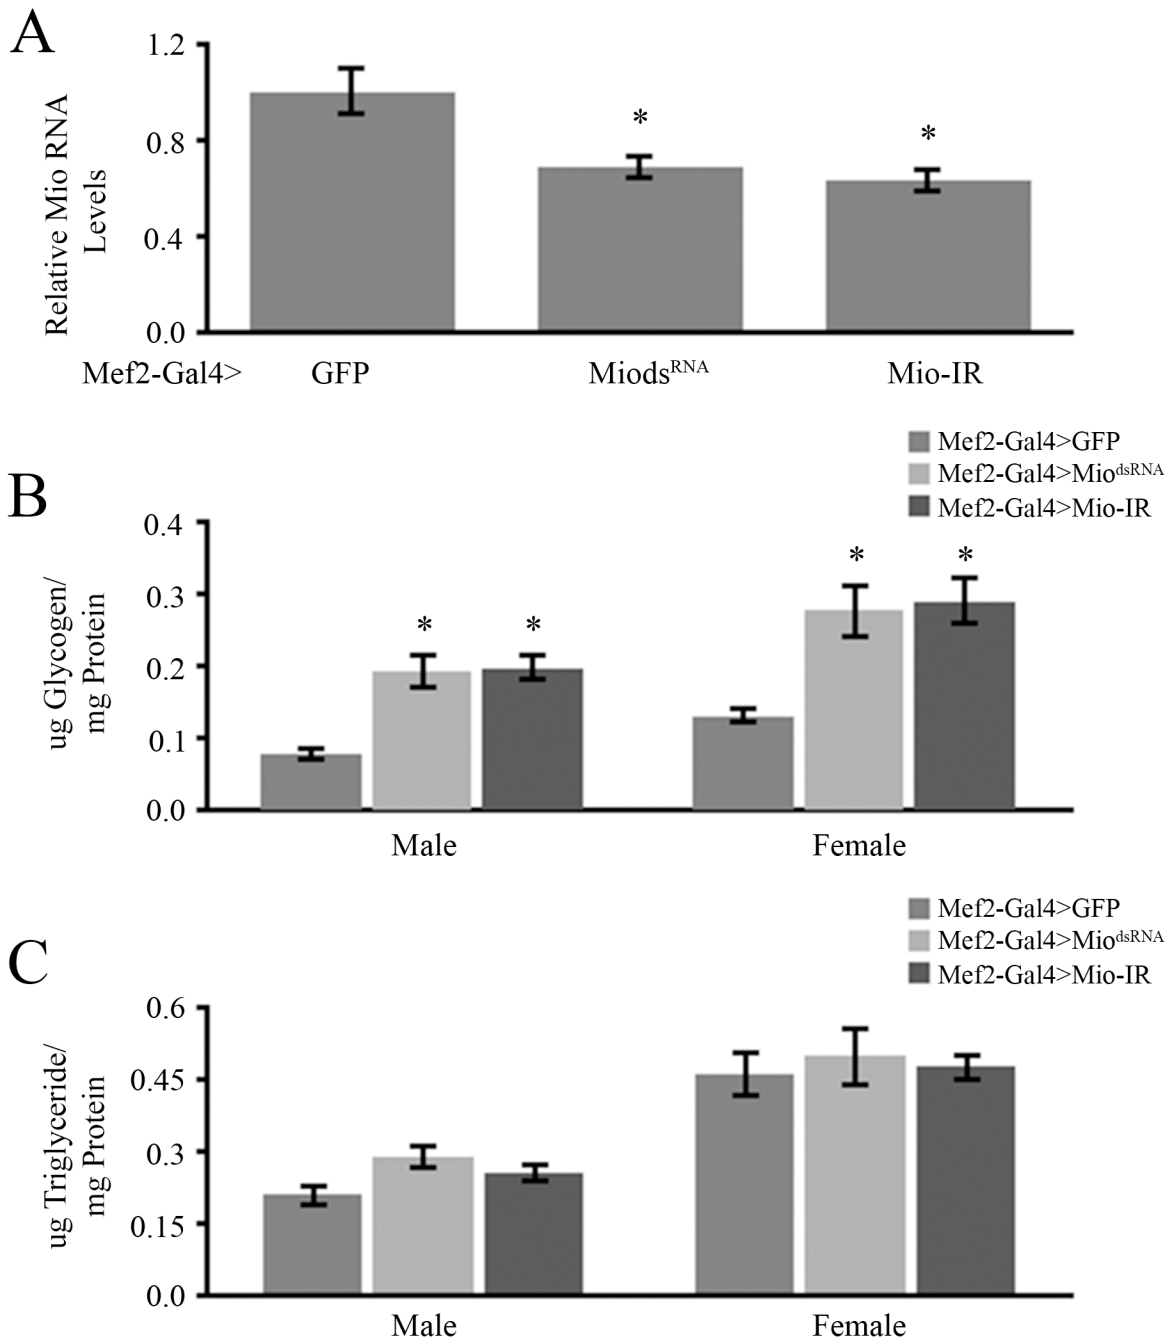 A
1.2
0.8
0.4
0.0
Relative Mio RNA
Levels
*
*
Mef2-Gal4> GFP MiodsRNA Mio-IR
Mef2-Gal4>GFP
Mef2-Gal4>MiodsRNA
Mef2-Gal4>Mio-IR
B
0.4
0.3
0.2
0.1
0.0
ug Glycogen/
mg Protein
* *
* *
Male Female
Mef2-Gal4>GFP
Mef2-Gal4>MiodsRNA
Mef2-Gal4>Mio-IR
C
0.6
0.45
0.3
0.15
0.0
ug Triglyceride/
mg Protein
Male Female